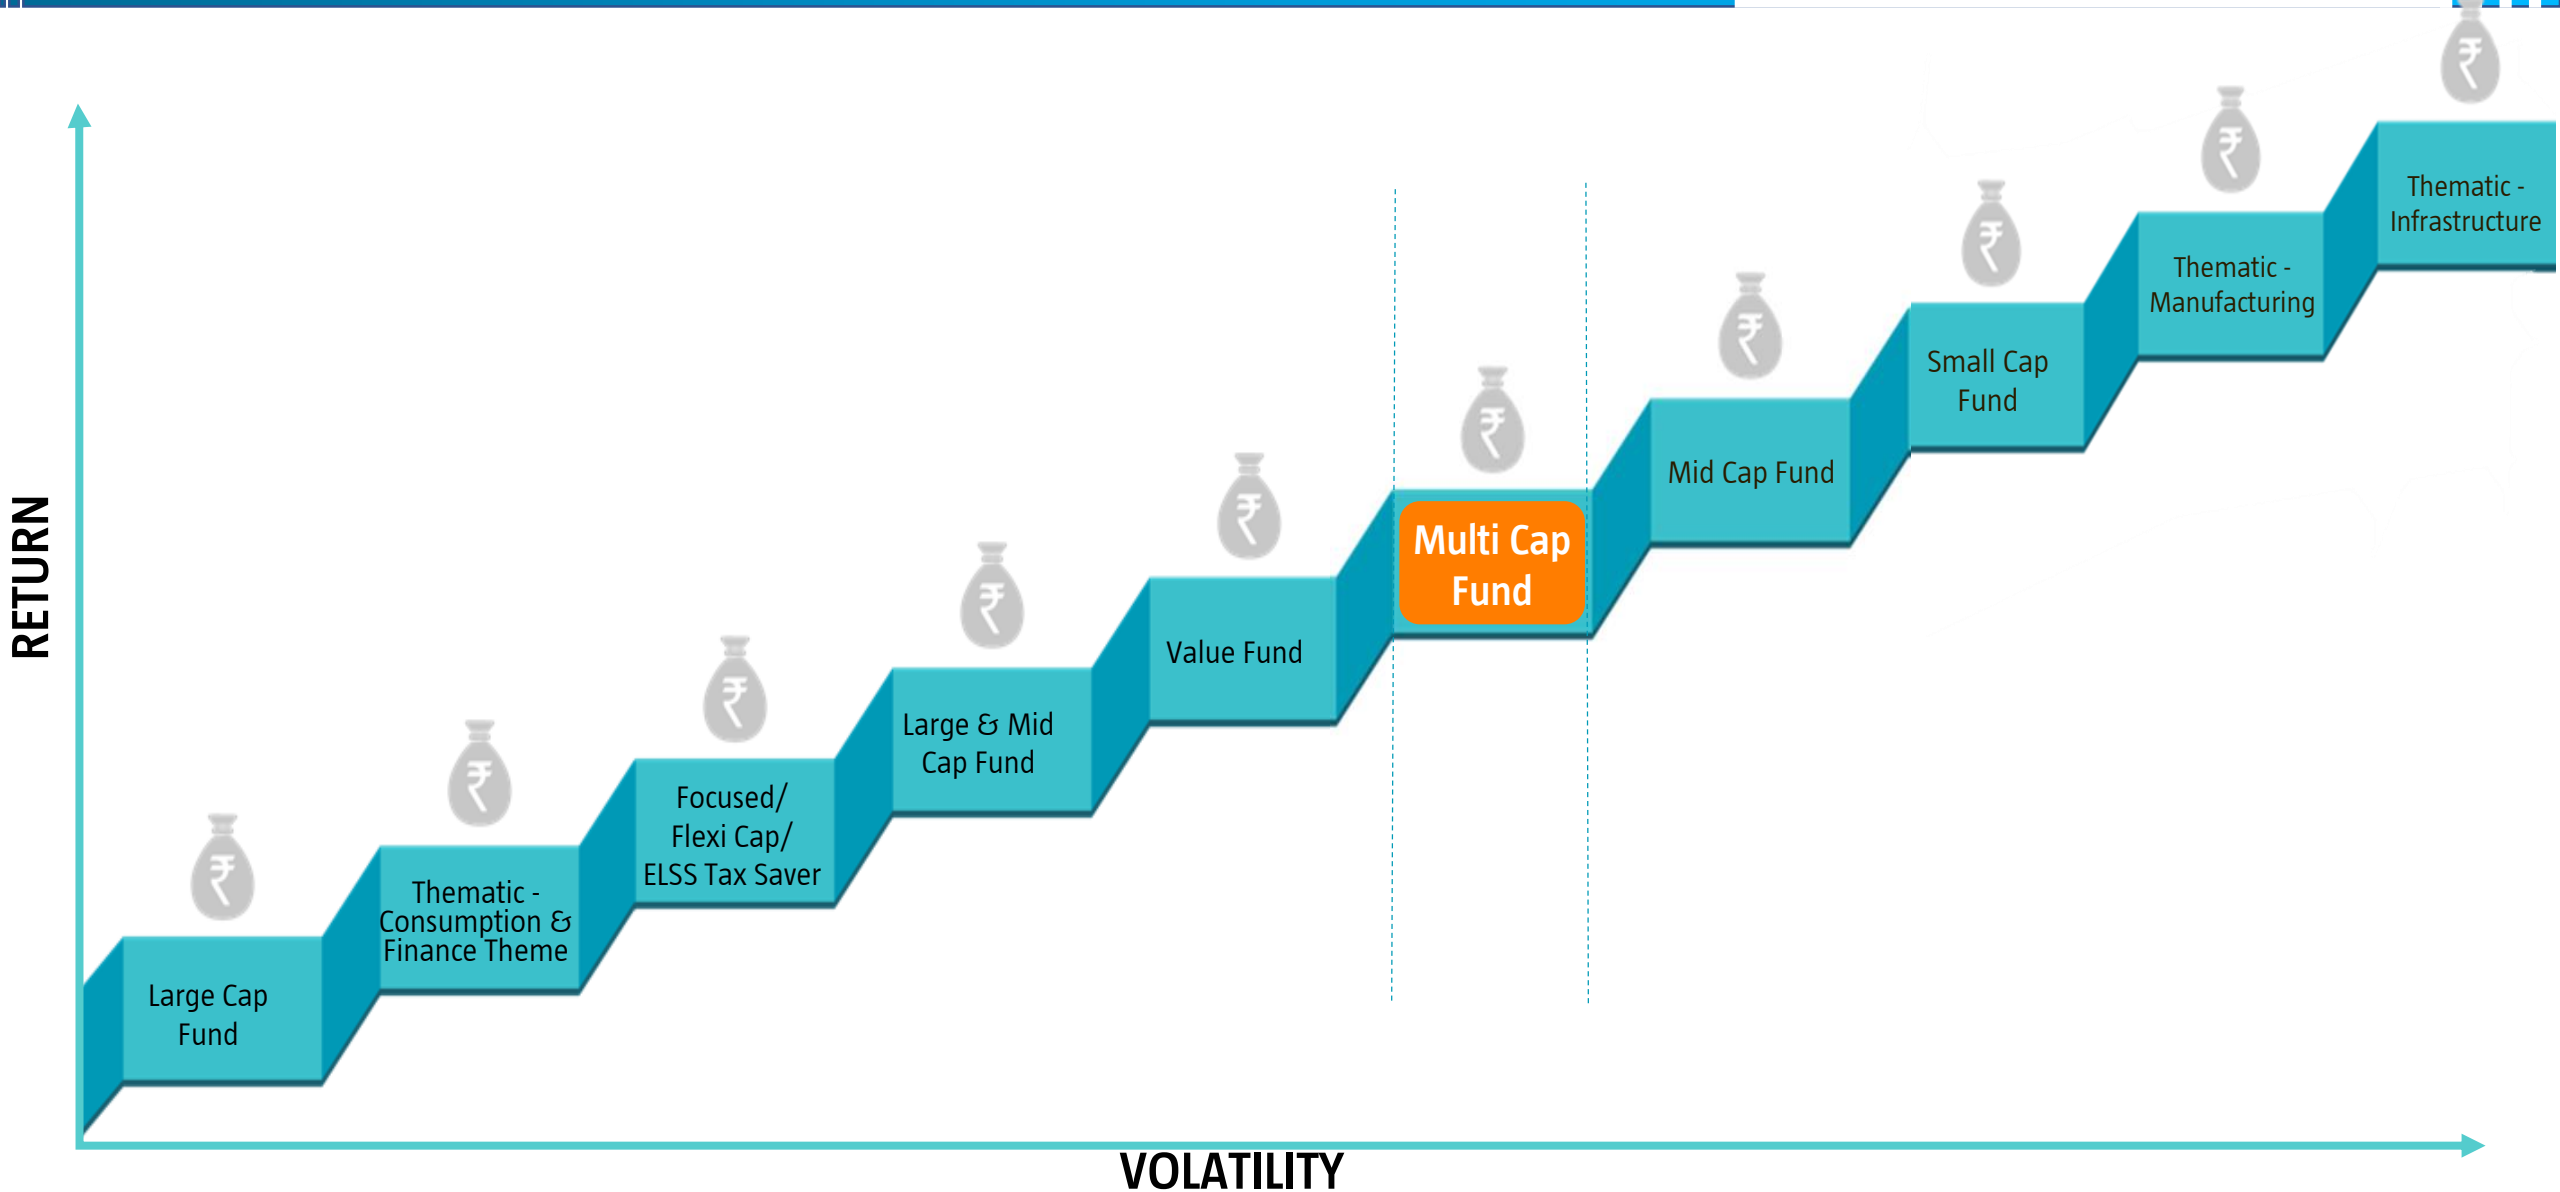 RETURN
₹
Large Cap
Fund
₹
Thematic -
Consumption &
Finance Theme
₹
Focused/
Flexi Cap/
ELSS Tax Saver
₹
Large & Mid
Cap Fund
₹
Value Fund
₹
Multi Cap
Fund
₹
Mid Cap Fund
₹
Small Cap
Fund
₹
Thematic -
Manufacturing
₹
Thematic -
Infrastructure
VOLATILITY